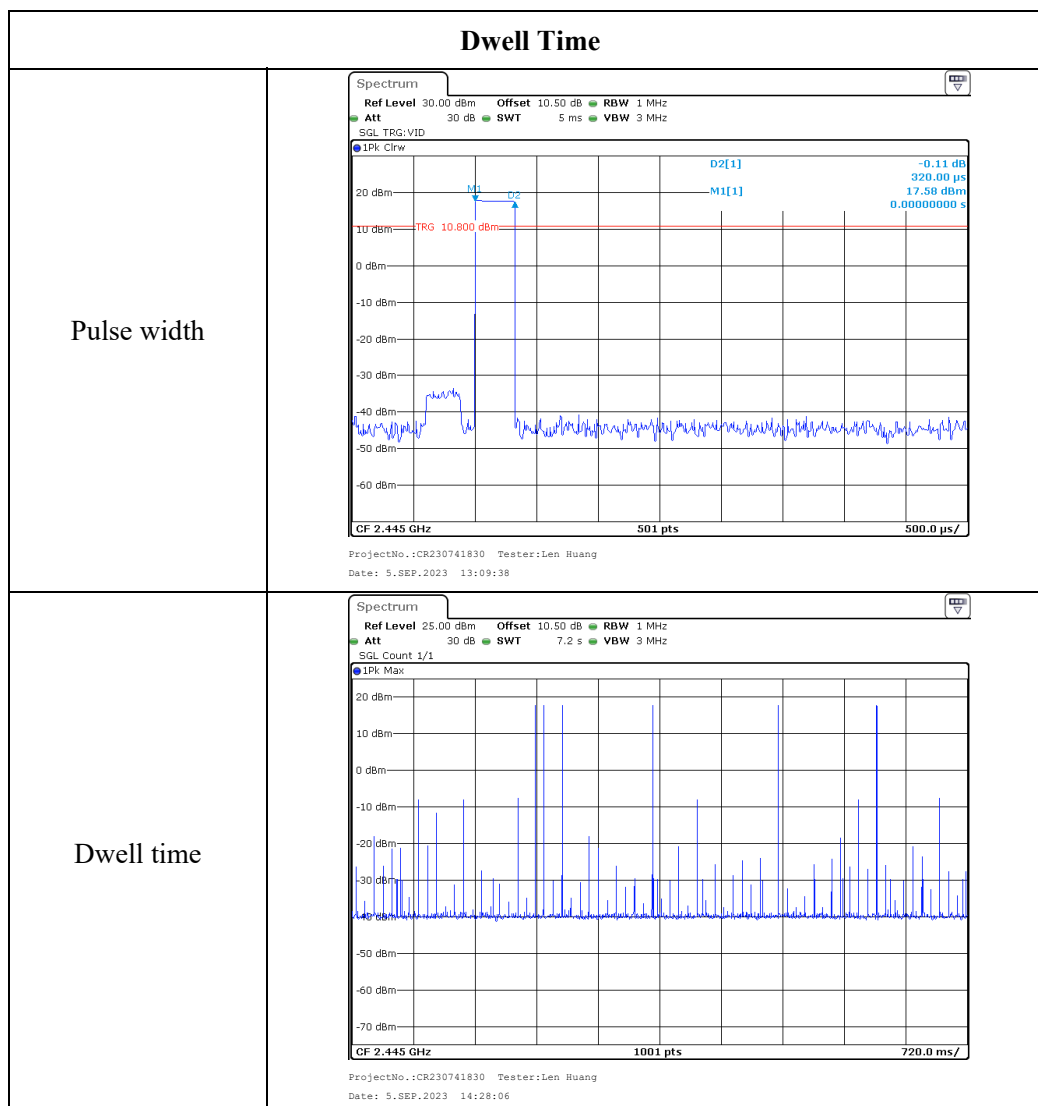 Dwell Time
Pulse width
Spectrum
Ref Level 30.00 dBm Offset 10.50 dB RBW 1 MHz
Att 30 dB SWT 5 ms VBW 3 MHz
SGL TRG:VID
1Pk Clrw
D2[1] -0.11 dB
320.00 µs
M1[1] 17.58 dBm
0.00000000 s
20 dBm
M1
D2
10 dBm
TRG 10.800 dBm
0 dBm
-10 dBm
-20 dBm
-30 dBm
-40 dBm
-50 dBm
-60 dBm
CF 2.445 GHz 501 pts 500.0 µs/
ProjectNo.:CR230741830 Tester:Len Huang
Date: 5.SEP.2023 13:09:38
Dwell time
Spectrum
Ref Level 25.00 dBm Offset 10.50 dB RBW 1 MHz
Att 30 dB SWT 7.2 s VBW 3 MHz
SGL Count 1/1
1Pk Max
20 dBm
10 dBm
0 dBm
-10 dBm
-20 dBm
-30 dBm
-40 dBm
-50 dBm
-60 dBm
-70 dBm
CF 2.445 GHz 1001 pts 720.0 ms/
ProjectNo.:CR230741830 Tester:Len Huang
Date: 5.SEP.2023 14:28:06